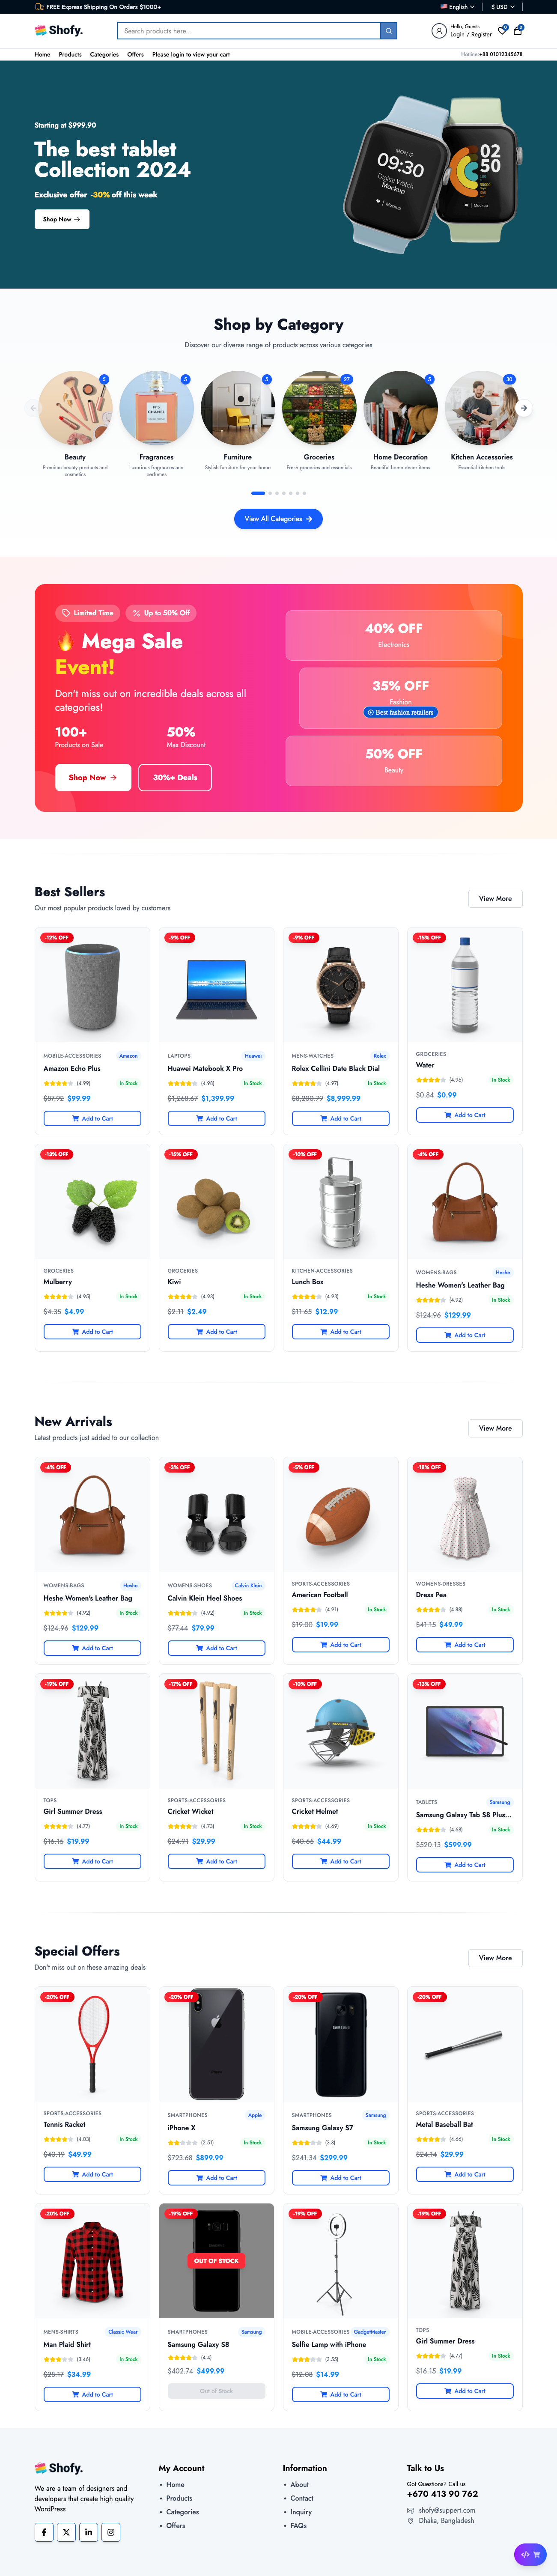 FREE Express Shipping On Orders $1000+
English
$ USD
Shofy.
Search products here...
Hello, Guests
Login / Register
0
0
Home
Products
Categories
Offers
Please login to view your cart
Hotline: +88 01012345678
Starting at $999.90
The best tablet
Collection 2024
Exclusive offer -30% off this week
Shop Now
09:30
Digital Watch
Mockup
Mockup
02
50
Mockup
Shop by Category
Discover our diverse range of products across various categories
5
5
5
27
5
30
Beauty
Premium beauty products and
cosmetics
Fragrances
Luxurious fragrances and
perfumes
Furniture
Stylish furniture for your home
Groceries
Fresh groceries and essentials
Home Decoration
Beautiful home decor items
Kitchen Accessories
Essential kitchen tools
View All Categories
Limited Time
Up to 50% Off
🔥 Mega Sale
Event!
Don't miss out on incredible deals across all
categories!
100+
Products on Sale
50%
Max Discount
Shop Now
30%+ Deals
40% OFF
Electronics
35% OFF
Fashion
Best fashion retailers
50% OFF
Beauty
Best Sellers
Our most popular products loved by customers
View More
-12% OFF
MOBILE-ACCESSORIES
Amazon
Amazon Echo Plus
(4.99)
In Stock
$87.92 $99.99
Add to Cart
-9% OFF
LAPTOPS
Huawei
Huawei Matebook X Pro
(4.98)
In Stock
$1,268.67 $1,399.99
Add to Cart
-9% OFF
MENS-WATCHES
Rolex
Rolex Cellini Date Black Dial
(4.97)
In Stock
$8,200.79 $8,999.99
Add to Cart
-15% OFF
GROCERIES
Water
(4.96)
In Stock
$0.84 $0.99
Add to Cart
-13% OFF
GROCERIES
Mulberry
(4.95)
In Stock
$4.35 $4.99
Add to Cart
-15% OFF
GROCERIES
Kiwi
(4.93)
In Stock
$2.11 $2.49
Add to Cart
-10% OFF
KITCHEN-ACCESSORIES
Lunch Box
(4.93)
In Stock
$11.65 $12.99
Add to Cart
-4% OFF
WOMENS-BAGS
Heshe
Heshe Women's Leather Bag
(4.92)
In Stock
$124.96 $129.99
Add to Cart
New Arrivals
Latest products just added to our collection
View More
-4% OFF
WOMENS-BAGS
Heshe
Heshe Women's Leather Bag
(4.92)
In Stock
$124.96 $129.99
Add to Cart
-3% OFF
WOMENS-SHOES
Calvin Klein
Calvin Klein Heel Shoes
(4.92)
In Stock
$77.44 $79.99
Add to Cart
-5% OFF
SPORTS-ACCESSORIES
American Football
(4.91)
In Stock
$19.00 $19.99
Add to Cart
-18% OFF
WOMENS-DRESSES
Dress Pea
(4.88)
In Stock
$41.15 $49.99
Add to Cart
-19% OFF
TOPS
Girl Summer Dress
(4.77)
In Stock
$16.15 $19.99
Add to Cart
-17% OFF
SPORTS-ACCESSORIES
Cricket Wicket
(4.73)
In Stock
$24.91 $29.99
Add to Cart
-10% OFF
SPORTS-ACCESSORIES
Cricket Helmet
(4.69)
In Stock
$40.65 $44.99
Add to Cart
-13% OFF
TABLETS
Samsung
Samsung Galaxy Tab S8 Plus...
(4.68)
In Stock
$520.13 $599.99
Add to Cart
Special Offers
Don't miss out on these amazing deals
View More
-20% OFF
SPORTS-ACCESSORIES
Tennis Racket
(4.03)
In Stock
$40.19 $49.99
Add to Cart
-20% OFF
SMARTPHONES
Apple
iPhone X
(2.51)
In Stock
$723.68 $899.99
Add to Cart
-20% OFF
SMARTPHONES
Samsung
Samsung Galaxy S7
(3.3)
In Stock
$241.34 $299.99
Add to Cart
-20% OFF
SPORTS-ACCESSORIES
Metal Baseball Bat
(4.66)
In Stock
$24.14 $29.99
Add to Cart
-20% OFF
MENS-SHIRTS
Classic Wear
Man Plaid Shirt
(3.46)
In Stock
$28.17 $34.99
Add to Cart
-19% OFF
OUT OF STOCK
SMARTPHONES
Samsung
Samsung Galaxy S8
(4.4)
$402.74 $499.99
Out of Stock
-19% OFF
MOBILE-ACCESSORIES
GadgetMaster
Selfie Lamp with iPhone
(3.55)
In Stock
$12.08 $14.99
Add to Cart
-19% OFF
TOPS
Girl Summer Dress
(4.77)
In Stock
$16.15 $19.99
Add to Cart
Shofy.
We are a team of designers and
developers that create high quality
WordPress
My Account
Home
Products
Categories
Offers
Information
About
Contact
Inquiry
FAQs
Talk to Us
Got Questions? Call us
+670 413 90 762
shofy@support.com
Dhaka, Bangladesh